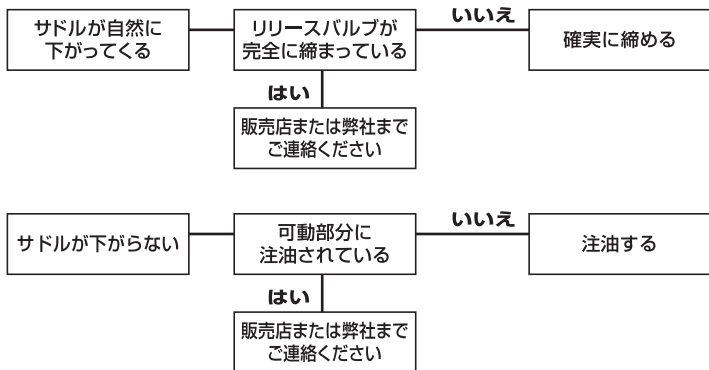 サドルが自然に
下がってくる
リリースバルブが
完全に締まっている
いいえ
確実に締める
はい
販売店または弊社まで
ご連絡ください
サドルが下がらない
可動部分に
注油されている
いいえ
注油する
はい
販売店または弊社まで
ご連絡ください